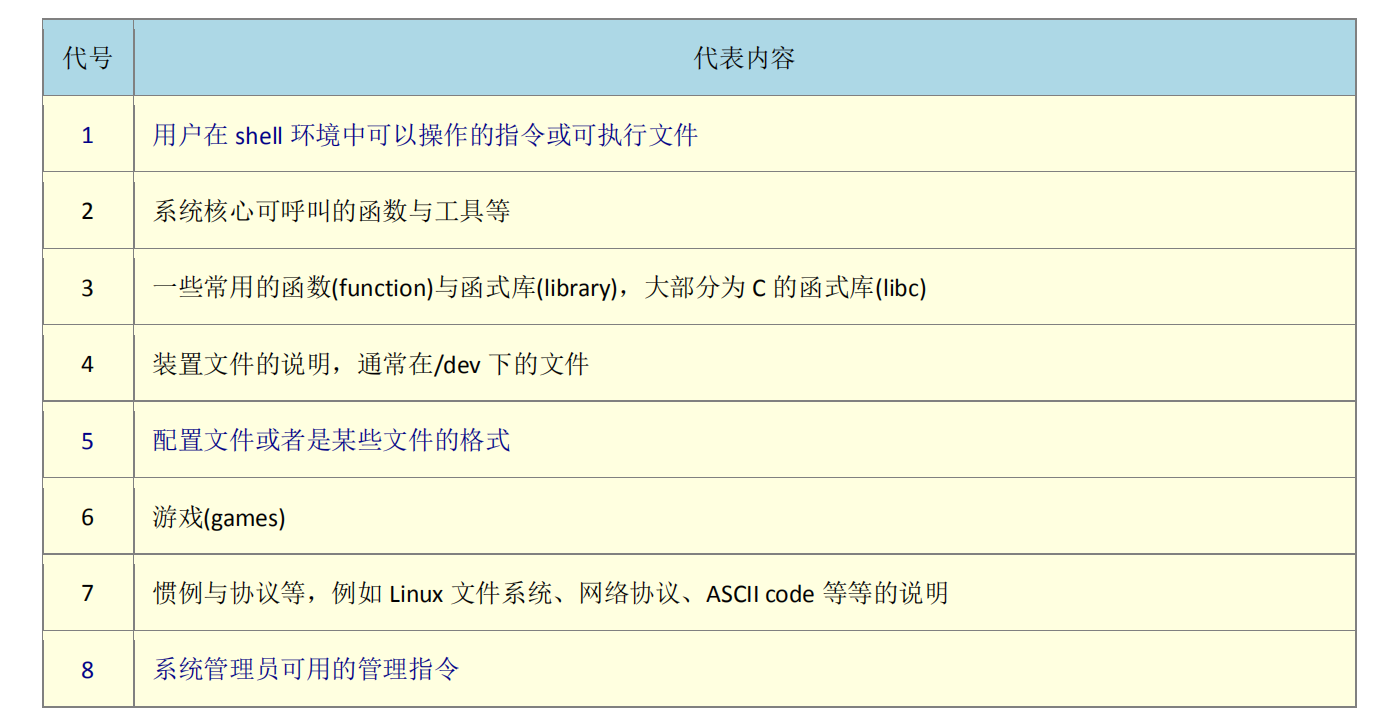 代号 代表内容
1 用户在 shell 环境中可以操作的指令或可执行文件
2 系统核心可呼叫的函数与工具等
3 一些常用的函数(function)与函式库(library)，大部分为 C 的函式库(libc)
4 装置文件的说明，通常在/dev 下的文件
5 配置文件或者是某些文件的格式
6 游戏(games)
7 惯例与协议等，例如 Linux 文件系统、网络协议、ASCII code 等等的说明
8 系统管理员可用的管理指令